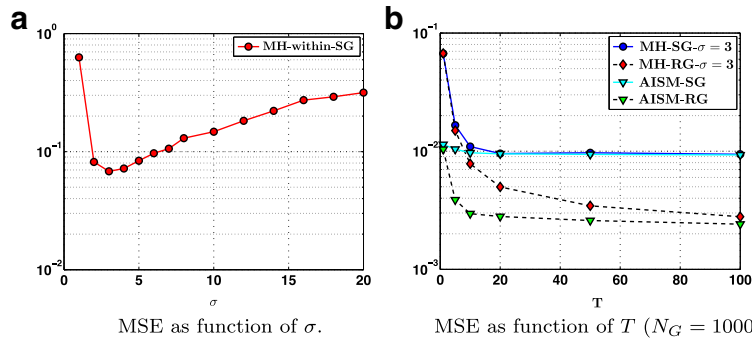 a
10^0
10^-1
10^-2
0 5 10 15 20
σ
MH-within-SG
MSE as function of σ.
b
10^-1
10^-2
10^-3
0 20 40 60 80 100
T
MH-SG-σ = 3
MH-RG-σ = 3
AISM-SG
AISM-RG
MSE as function of T (N_G = 1000